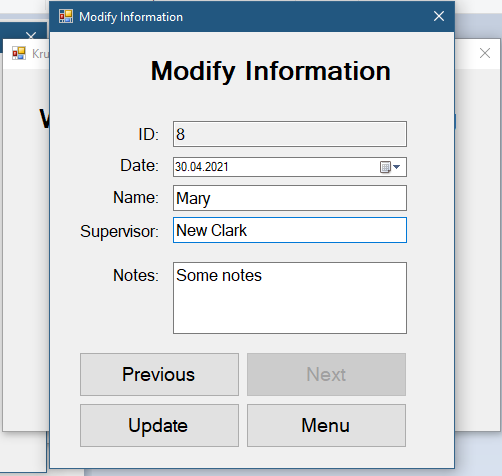 Modify Information
Kru
Modify Information
W
ID: 8
Date: 30.04.2021
Name: Mary
Supervisor: New Clark
Notes: Some notes
Previous Next
Update Menu